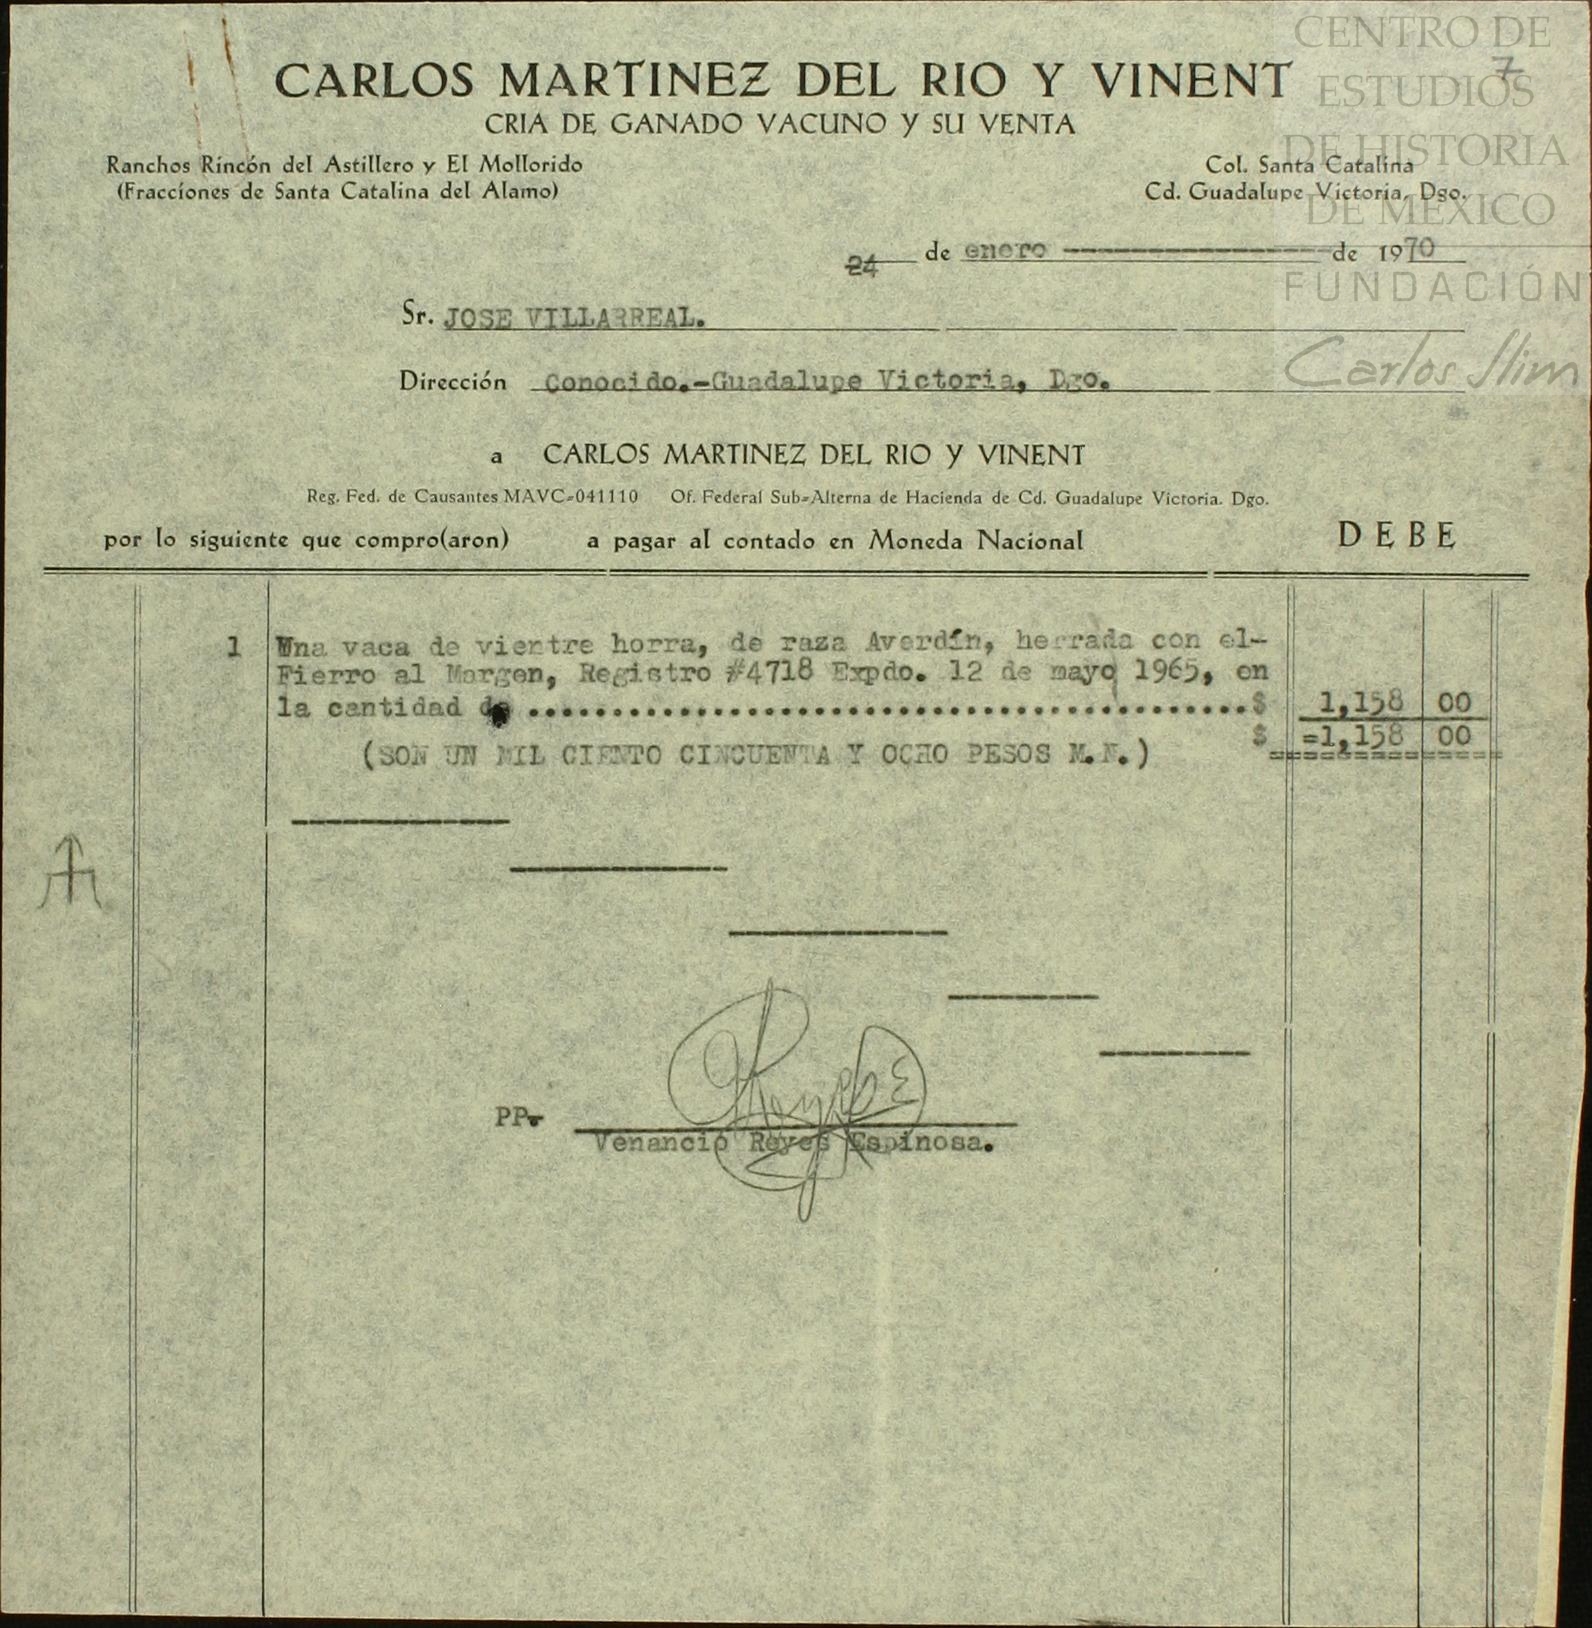 CENTRO DE
ESTUDIOS
DE HISTORIA
DE MEXICO
FUNDACIÓN
Carlos Slim
7
CARLOS MARTINEZ DEL RIO Y VINENT
CRIA DE GANADO VACUNO Y SU VENTA
Ranchos Rincón del Astillero y El Mollorido
(Fracciones de Santa Catalina del Alamo)
Col. Santa Catalina
Cd. Guadalupe Victoria, Dgo.
24 de enero de 1970
Sr. JOSE VILLARREAL.
Dirección Conocido.-Guadalupe Victoria, Dgo.
a CARLOS MARTINEZ DEL RIO Y VINENT
Reg. Fed. de Causantes MAVC-041110 Of. Federal Sub-Alterna de Hacienda de Cd. Guadalupe Victoria. Dgo.
por lo siguiente que compro(aron) a pagar al contado en Moneda Nacional DEBE
1 Una vaca de vientre horra, de raza Averdín, herrada con el-
Fierro al Margen, Registro #4718 Expdo. 12 de mayo 1965, en
la cantidad de ............................................$ 1,158 00
$ =1,158 00
(SON UN MIL CIENTO CINCUENTA Y OCHO PESOS M.N.)
PP.
Venancio Reyes Espinosa.